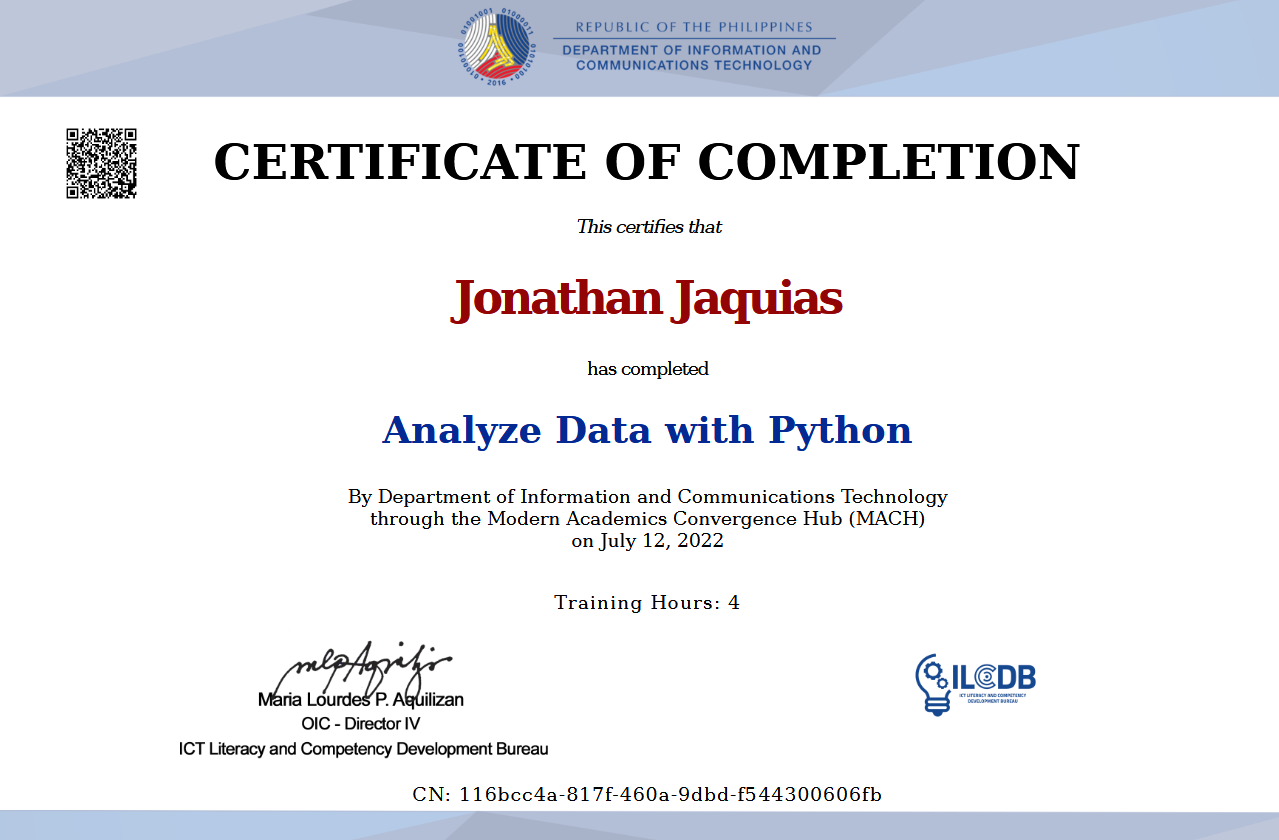 REPUBLIC OF THE PHILIPPINES
DEPARTMENT OF INFORMATION AND
COMMUNICATIONS TECHNOLOGY
2016
CERTIFICATE OF COMPLETION
This certifies that
Jonathan Jaquias
has completed
Analyze Data with Python
By Department of Information and Communications Technology
through the Modern Academics Convergence Hub (MACH)
on July 12, 2022
Training Hours: 4
Maria Lourdes P. Aquilizan
OIC - Director IV
ICT Literacy and Competency Development Bureau
ILCDB
ICT LITERACY AND COMPETENCY
DEVELOPMENT BUREAU
CN: 116bcc4a-817f-460a-9dbd-f544300606fb